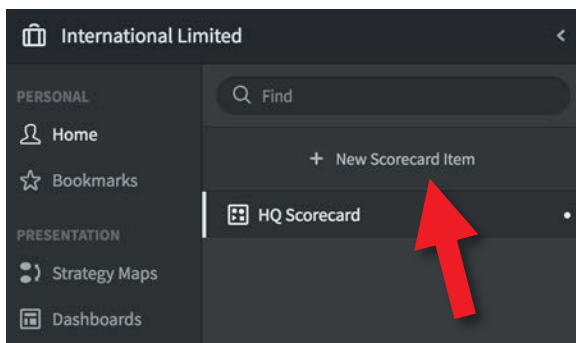 International Limited
PERSONAL
Home
Bookmarks
PRESENTATION
Strategy Maps
Dashboards
Find
+ New Scorecard Item
HQ Scorecard